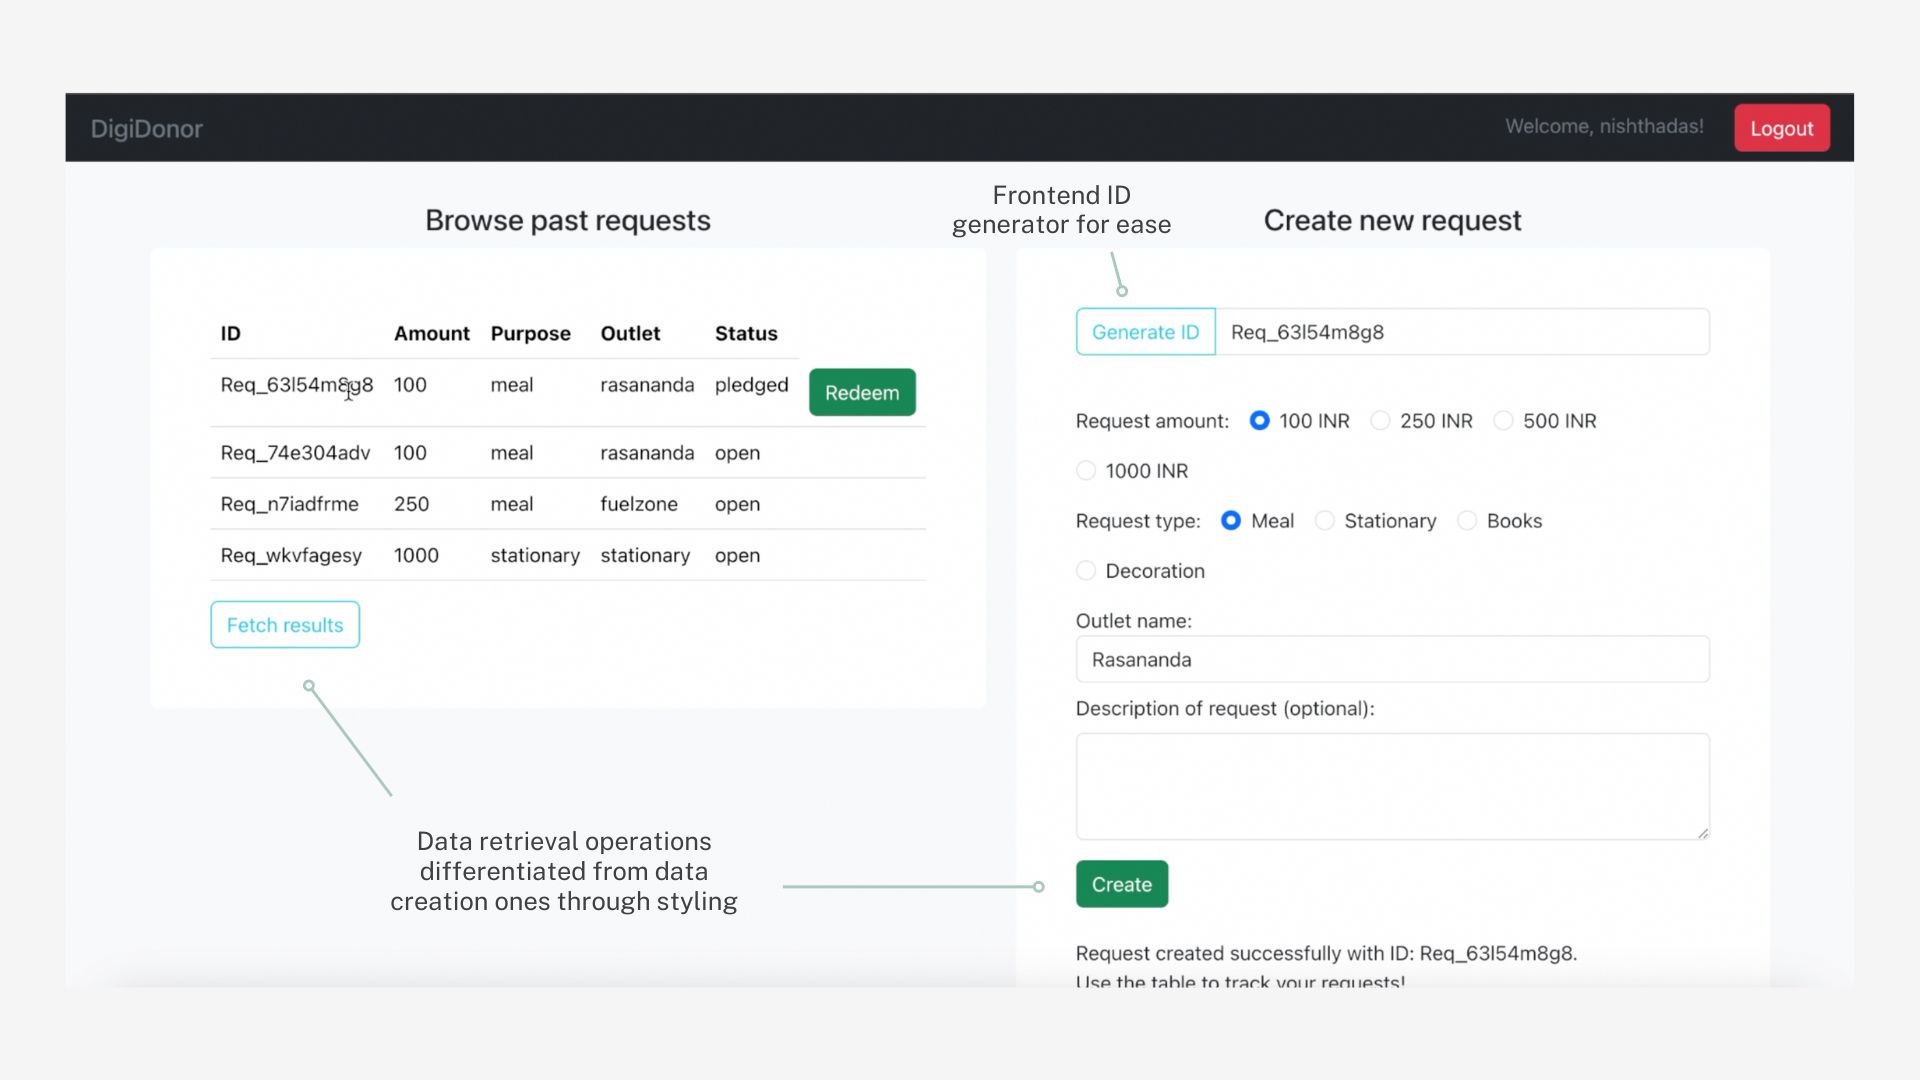 DigiDonor
Welcome, nishthadas!
Logout
Browse past requests
ID Amount Purpose Outlet Status
Req_63l54m8g8 100 meal rasananda pledged Redeem
Req_74e304adv 100 meal rasananda open
Req_n7iadfrme 250 meal fuelzone open
Req_wkvfagesy 1000 stationary stationary open
Fetch results
Data retrieval operations
differentiated from data
creation ones through styling
Frontend ID
generator for ease
Create new request
Generate ID Req_63l54m8g8
Request amount: 100 INR 250 INR 500 INR
1000 INR
Request type: Meal Stationary Books
Decoration
Outlet name:
Rasananda
Description of request (optional):
Create
Request created successfully with ID: Req_63l54m8g8.
Use the table to track your requests!